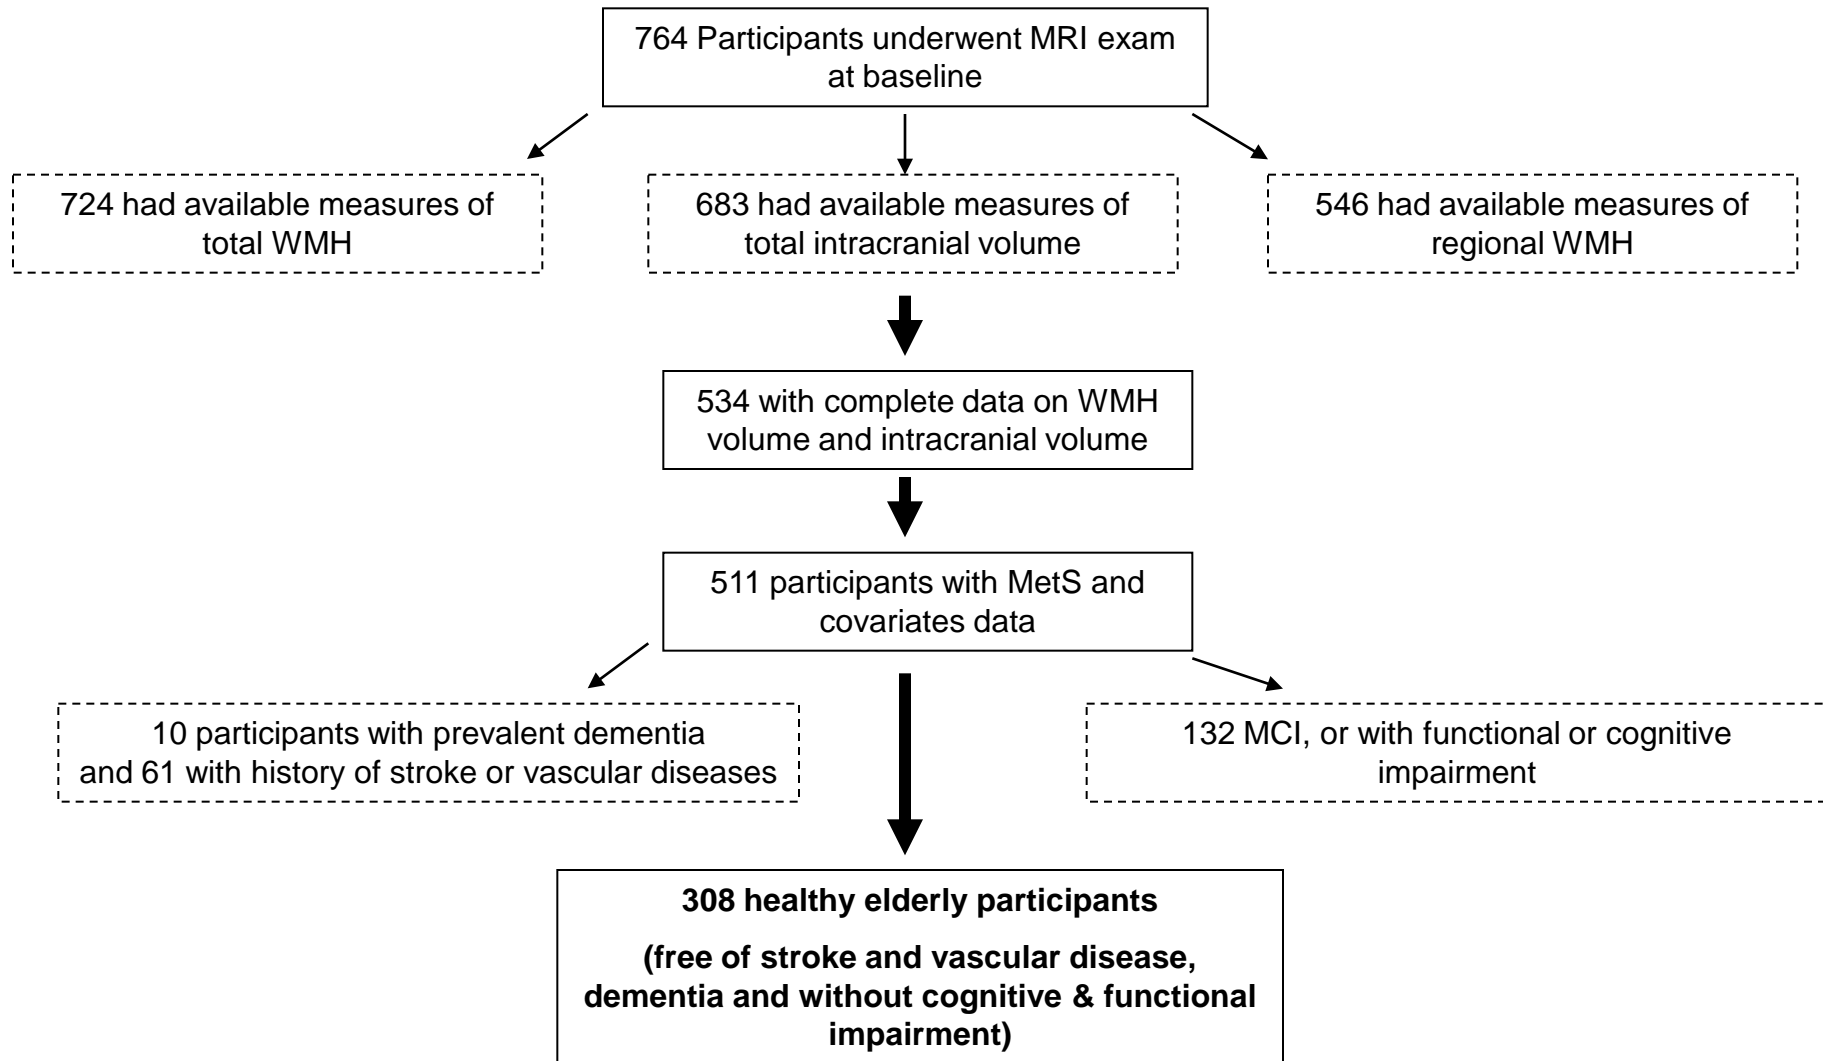 764 Participants underwent MRI exam
at baseline
724 had available measures of
total WMH
683 had available measures of
total intracranial volume
546 had available measures of
regional WMH
534 with complete data on WMH
volume and intracranial volume
511 participants with MetS and
covariates data
10 participants with prevalent dementia
and 61 with history of stroke or vascular diseases
132 MCI, or with functional or cognitive
impairment
308 healthy elderly participants
(free of stroke and vascular disease,
dementia and without cognitive & functional
impairment)